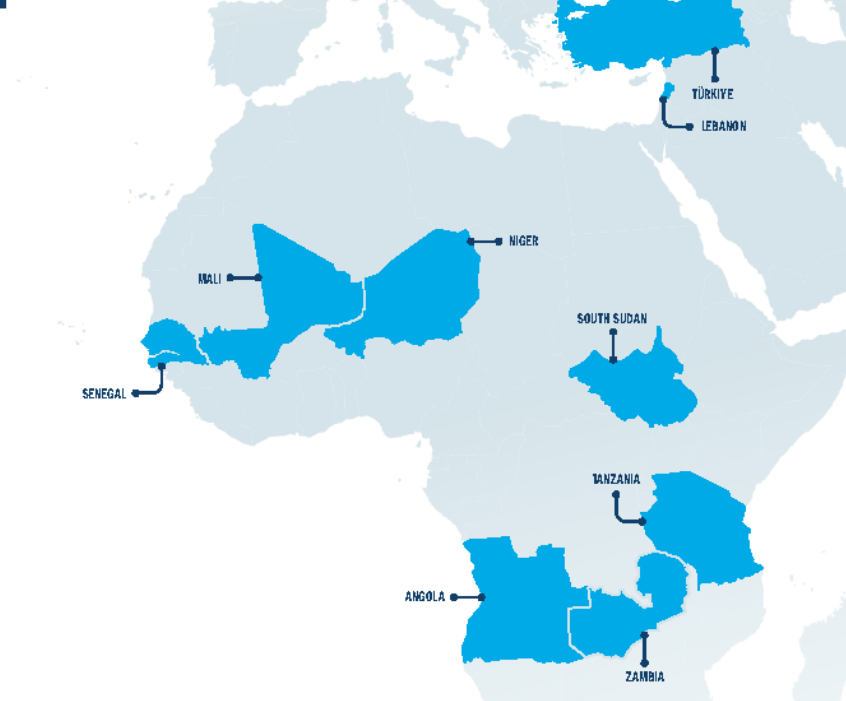 TÜRKIYE
LEBANON
NIGER
MALI
SOUTH SUDAN
SENEGAL
TANZANIA
ANGOLA
ZAMBIA